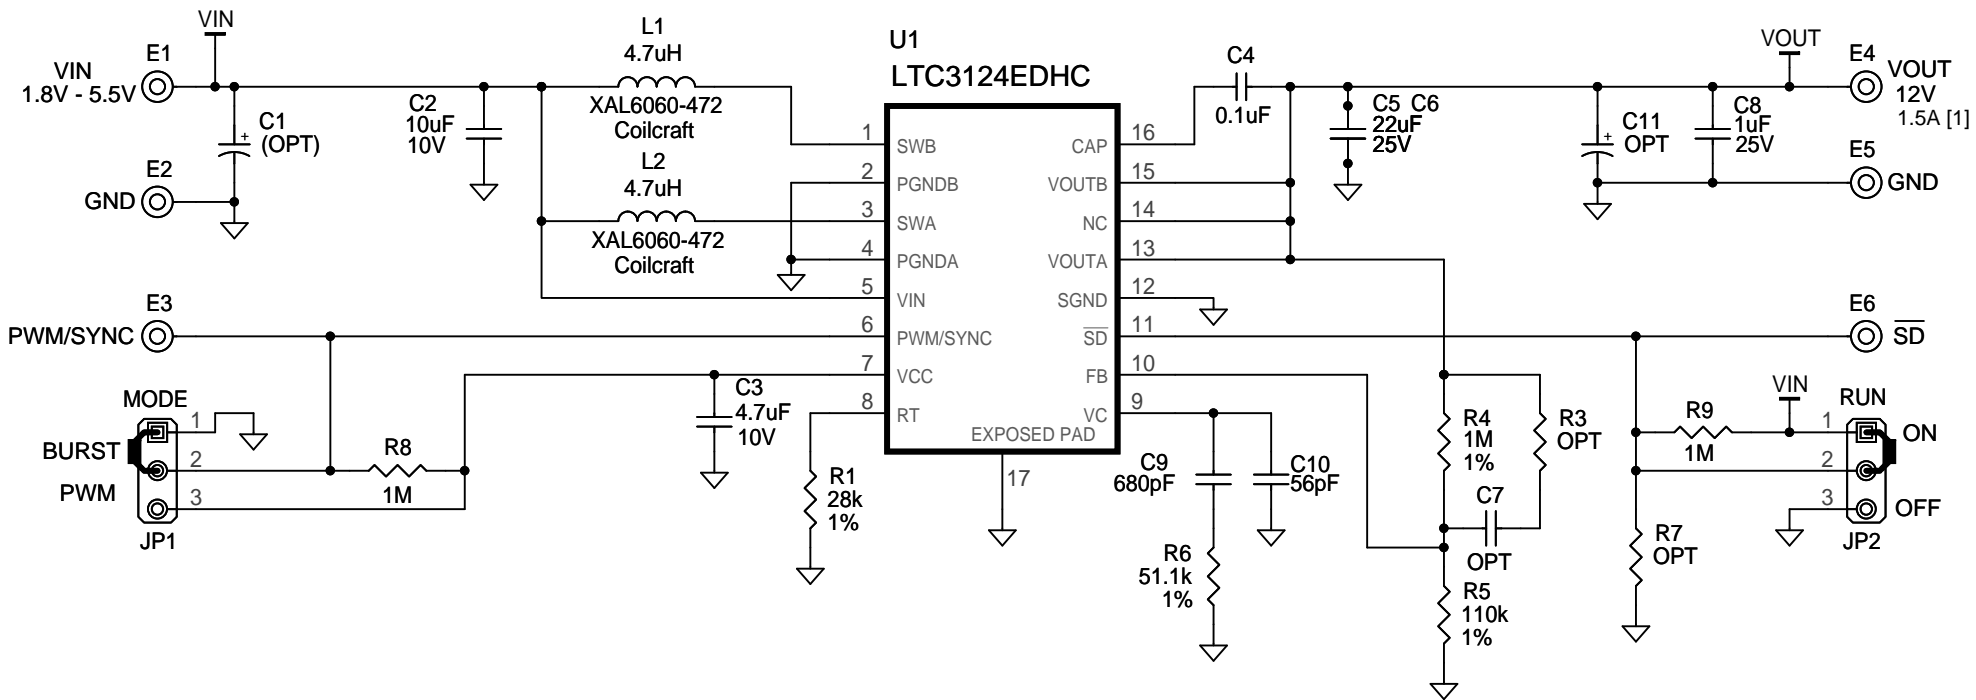 VIN
E1
VIN
1.8V - 5.5V
C1
(OPT)
E2
GND
C2
10uF
10V
L1
4.7uH
XAL6060-472
Coilcraft
L2
4.7uH
XAL6060-472
Coilcraft
E3
PWM/SYNC
MODE
BURST
PWM
1
2
3
JP1
R8
1M
C3
4.7uF
10V
R1
28k
1%
U1
LTC3124EDHC
1 SWB
2 PGNDB
3 SWA
4 PGNDA
5 VIN
6 PWM/SYNC
7 VCC
8 RT
CAP 16
VOUTB 15
NC 14
VOUTA 13
SGND 12
SD 11
FB 10
VC 9
EXPOSED PAD
17
C4
0.1uF
C5 C6
22uF
25V
C11
OPT
C8
1uF
25V
VOUT
E4
VOUT
12V
1.5A [1]
E5
GND
E6
SD
C9
680pF
C10
56pF
R6
51.1k
1%
R4
1M
1%
R3
OPT
C7
OPT
R5
110k
1%
R9
1M
VIN
R7
OPT
RUN
1
ON
2
3
OFF
JP2